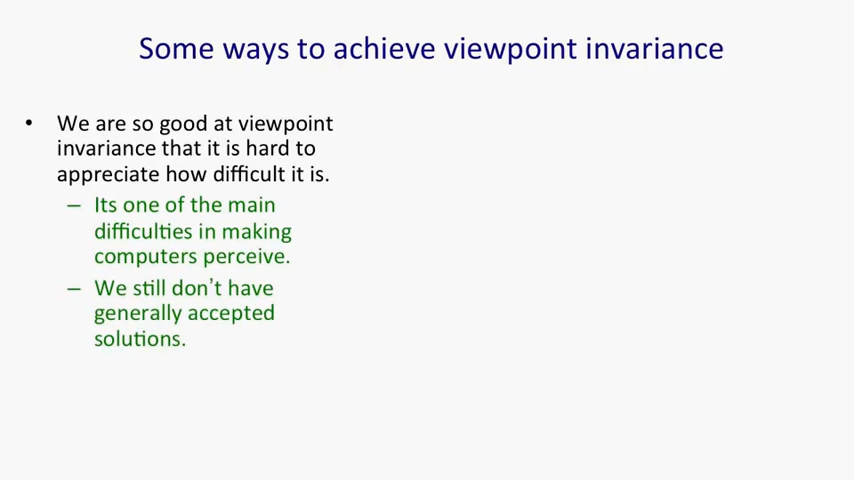 Some ways to achieve viewpoint invariance
• We are so good at viewpoint
invariance that it is hard to
appreciate how difficult it is.
– Its one of the main
difficulties in making
computers perceive.
– We still don’t have
generally accepted
solutions.